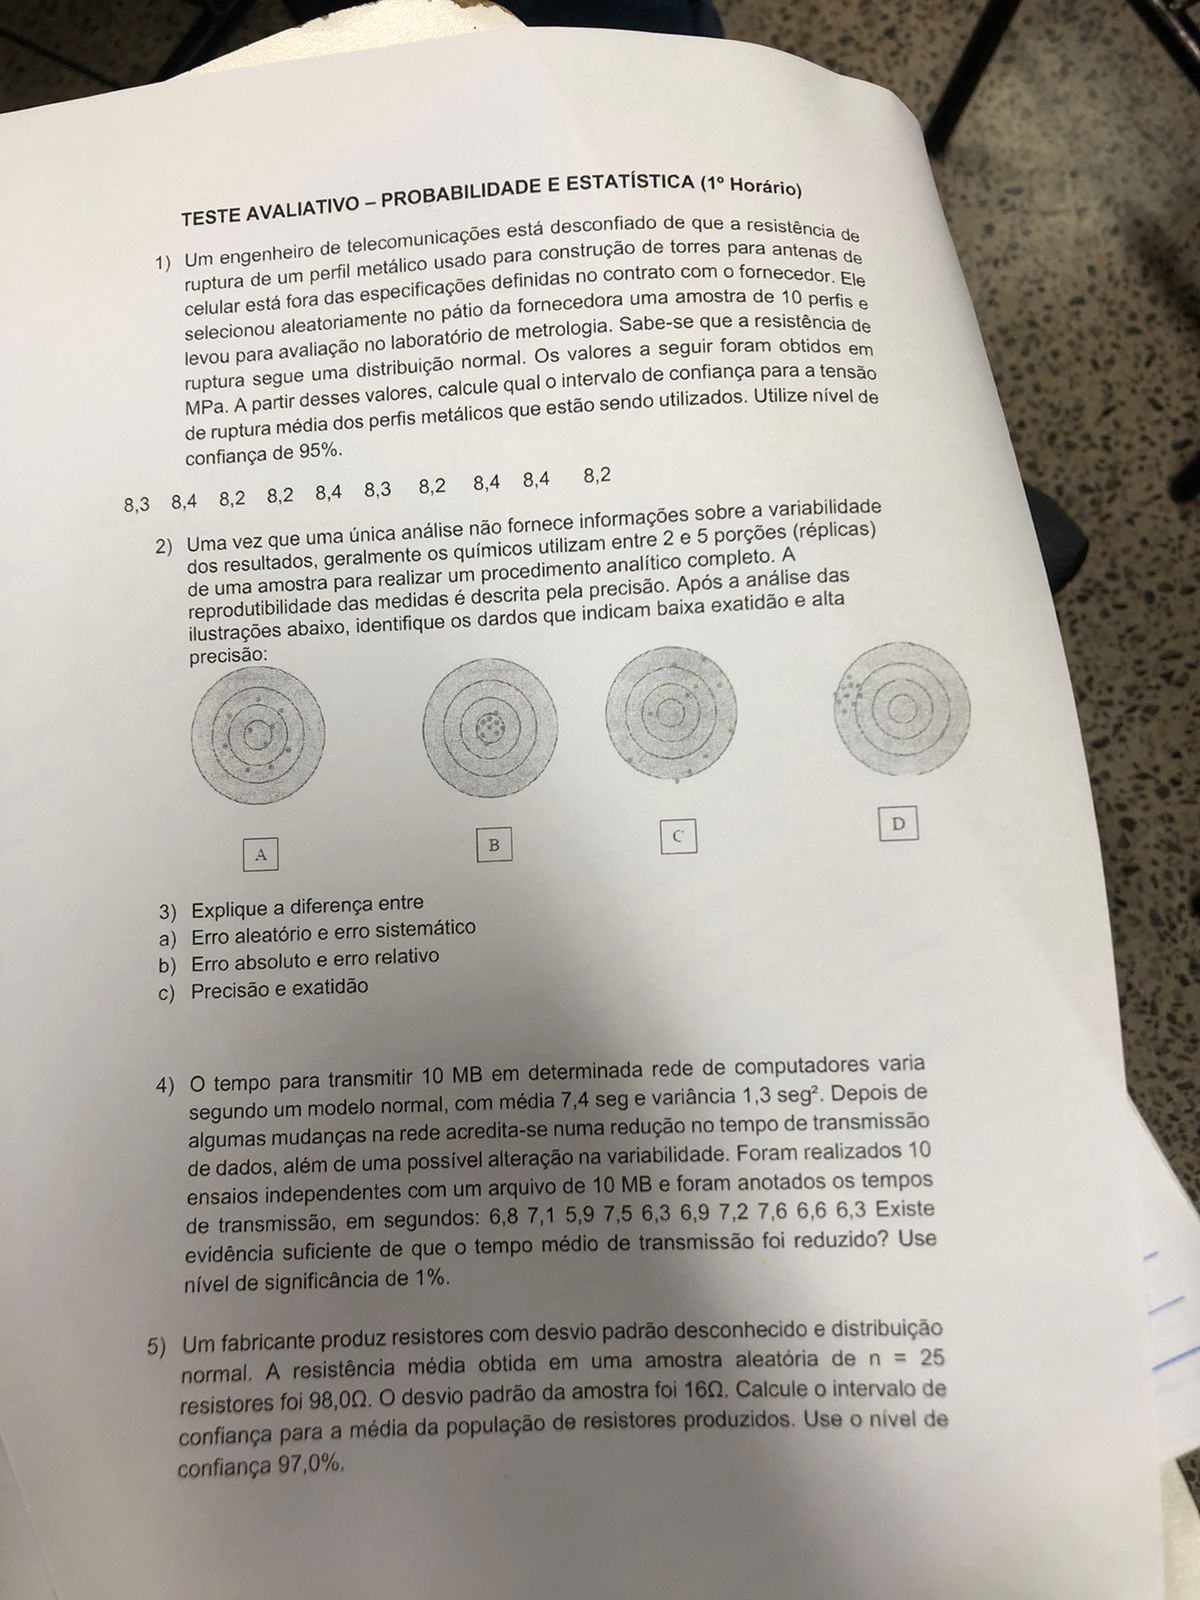 TESTE AVALIATIVO – PROBABILIDADE E ESTATÍSTICA (1º Horário)
1) Um engenheiro de telecomunicações está desconfiado de que a resistência de
ruptura de um perfil metálico usado para construção de torres para antenas de
celular está fora das especificações definidas no contrato com o fornecedor. Ele
selecionou aleatoriamente no pátio da fornecedora uma amostra de 10 perfis e
levou para avaliação no laboratório de metrologia. Sabe-se que a resistência de
ruptura segue uma distribuição normal. Os valores a seguir foram obtidos em
MPa. A partir desses valores, calcule qual o intervalo de confiança para a tensão
de ruptura média dos perfis metálicos que estão sendo utilizados. Utilize nível de
confiança de 95%.
8,3 8,4 8,2 8,2 8,4 8,3 8,2 8,4 8,4 8,2
2) Uma vez que uma única análise não fornece informações sobre a variabilidade
dos resultados, geralmente os químicos utilizam entre 2 e 5 porções (réplicas)
de uma amostra para realizar um procedimento analítico completo. A
reprodutibilidade das medidas é descrita pela precisão. Após a análise das
ilustrações abaixo, identifique os dardos que indicam baixa exatidão e alta
precisão:
A B C D
3) Explique a diferença entre
a) Erro aleatório e erro sistemático
b) Erro absoluto e erro relativo
c) Precisão e exatidão
4) O tempo para transmitir 10 MB em determinada rede de computadores varia
segundo um modelo normal, com média 7,4 seg e variância 1,3 seg². Depois de
algumas mudanças na rede acredita-se numa redução no tempo de transmissão
de dados, além de uma possível alteração na variabilidade. Foram realizados 10
ensaios independentes com um arquivo de 10 MB e foram anotados os tempos
de transmissão, em segundos: 6,8 7,1 5,9 7,5 6,3 6,9 7,2 7,6 6,6 6,3 Existe
evidência suficiente de que o tempo médio de transmissão foi reduzido? Use
nível de significância de 1%.
5) Um fabricante produz resistores com desvio padrão desconhecido e distribuição
normal. A resistência média obtida em uma amostra aleatória de n = 25
resistores foi 98,0Ω. O desvio padrão da amostra foi 16Ω. Calcule o intervalo de
confiança para a média da população de resistores produzidos. Use o nível de
confiança 97,0%.